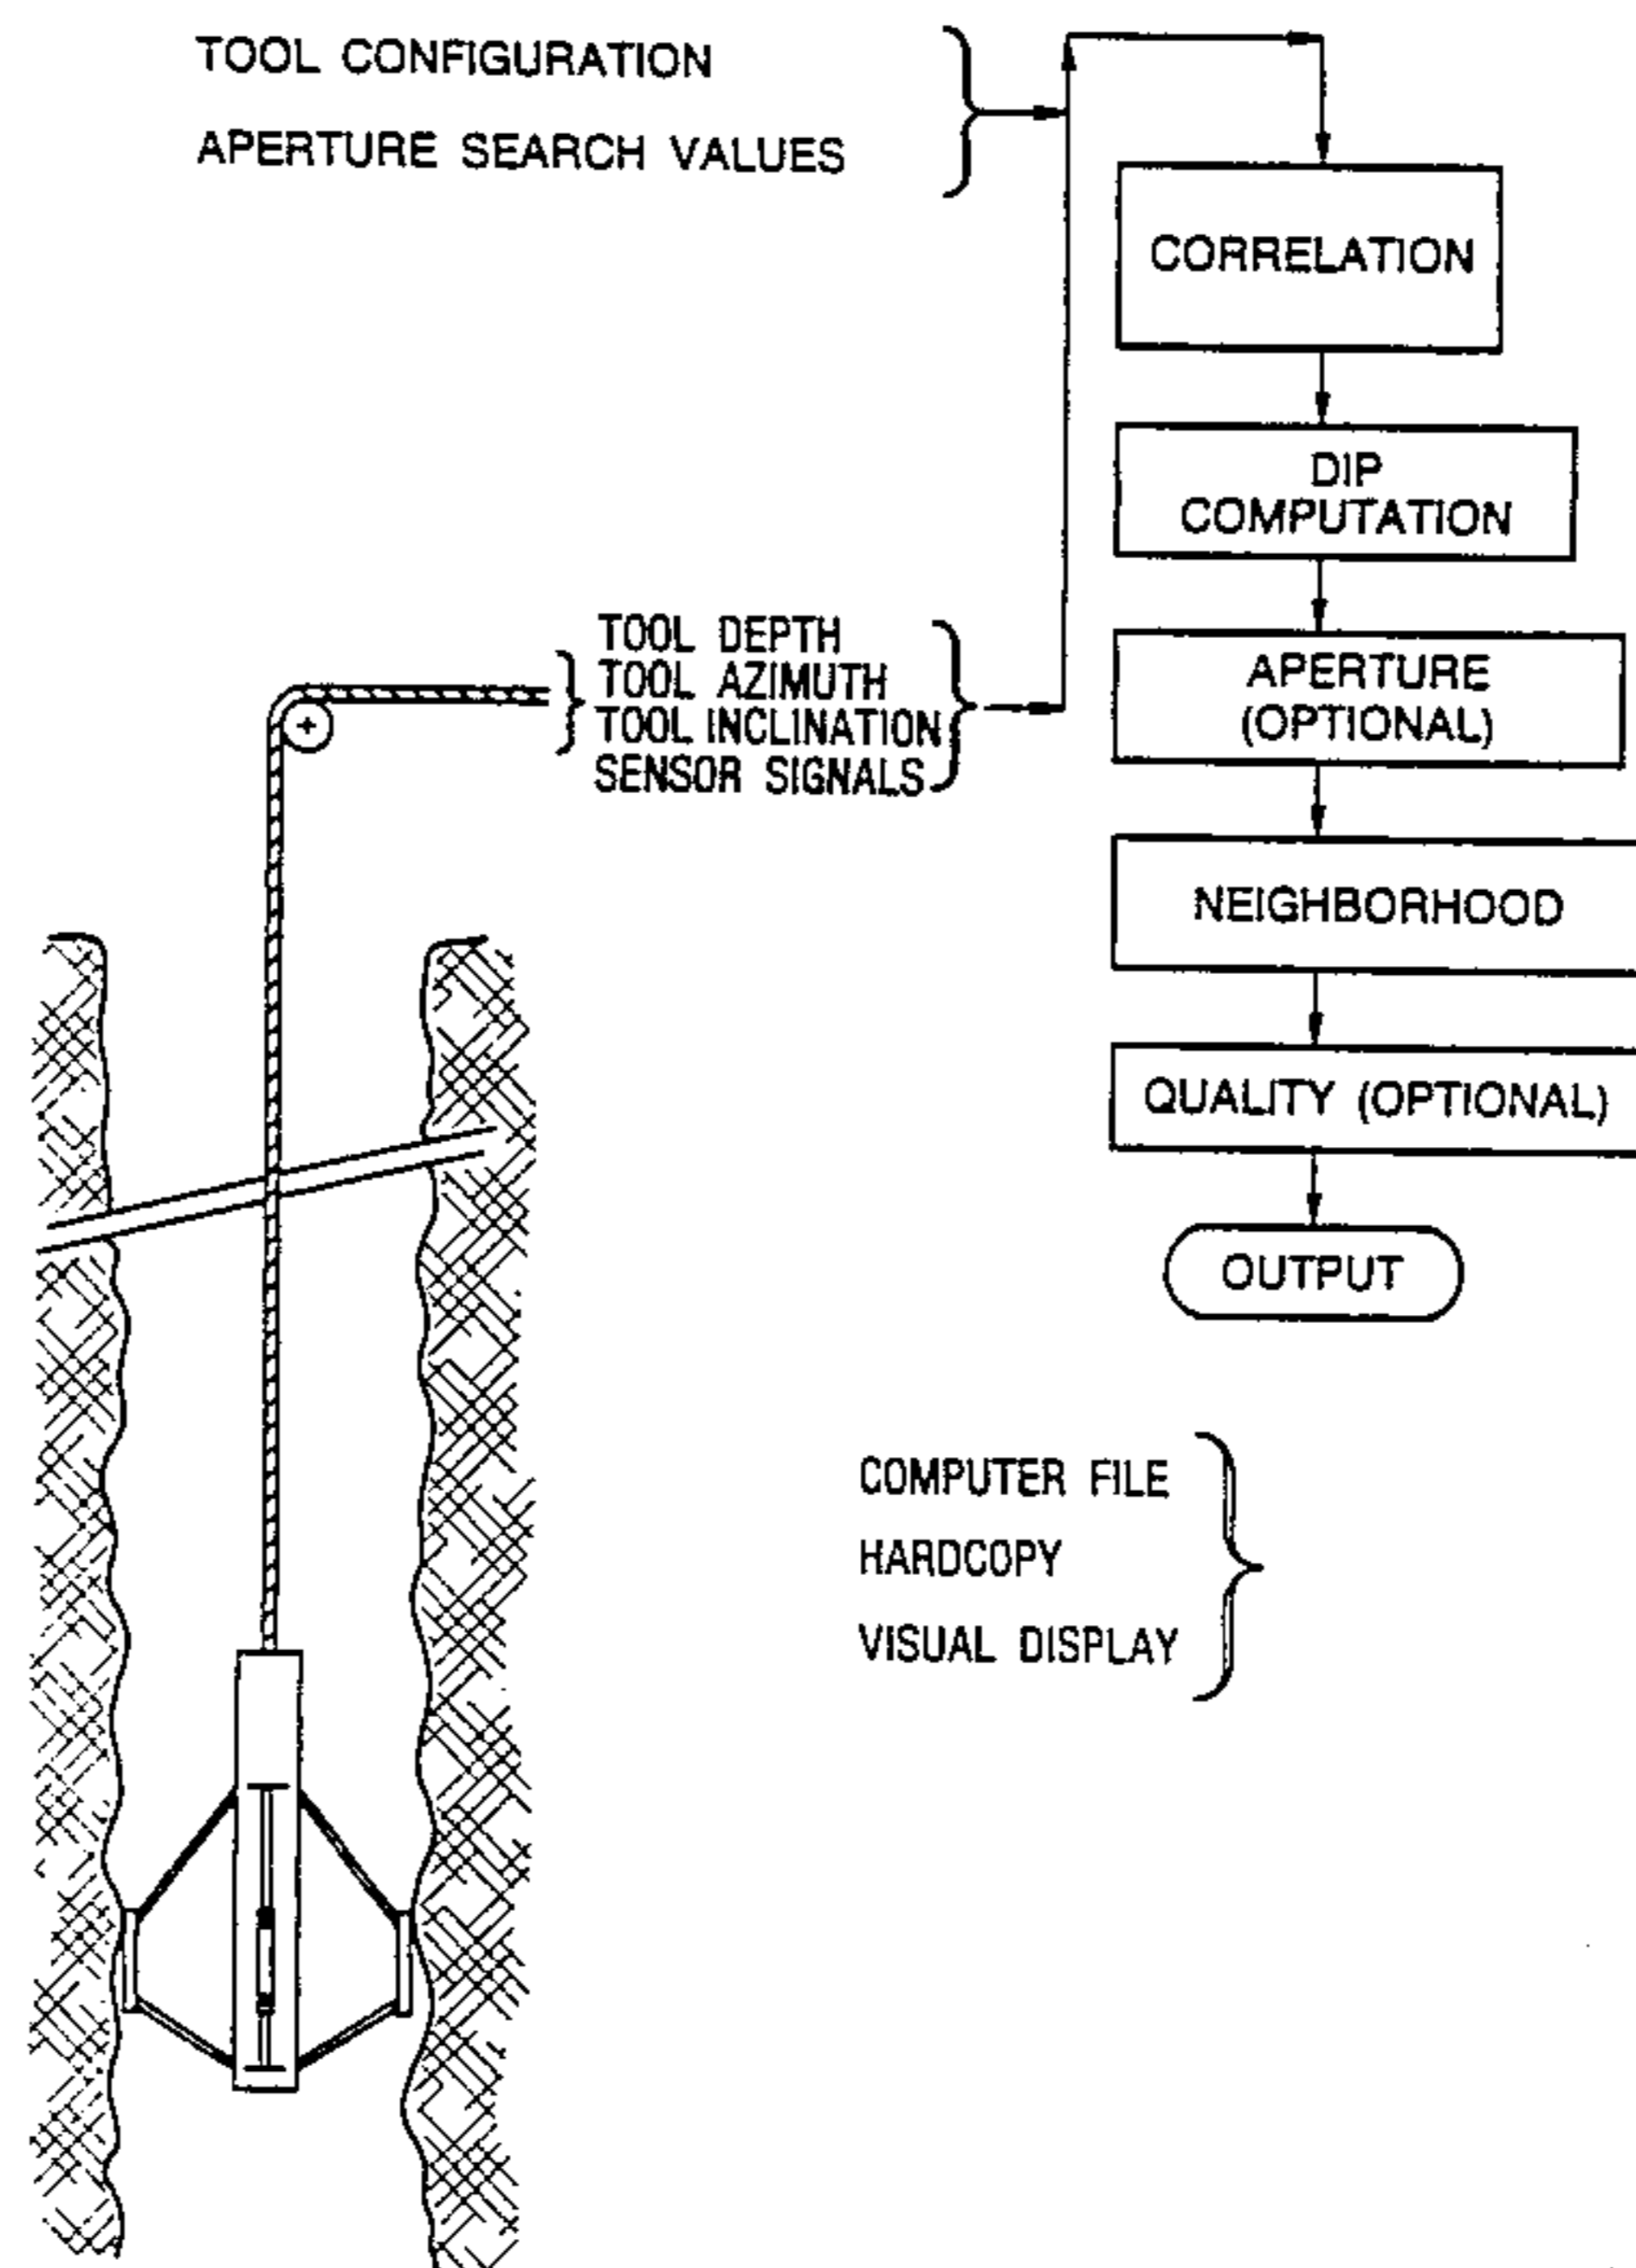 TOOL CONFIGURATION
APERTURE SEARCH VALUES
CORRELATION
DIP
COMPUTATION
APERTURE
(OPTIONAL)
TOOL DEPTH
TOOL AZIMUTH
TOOL INCLINATION
SENSOR SIGNALS
NEIGHBORHOOD
QUALITY (OPTIONAL)
OUTPUT
COMPUTER FILE
HARDCOPY
VISUAL DISPLAY